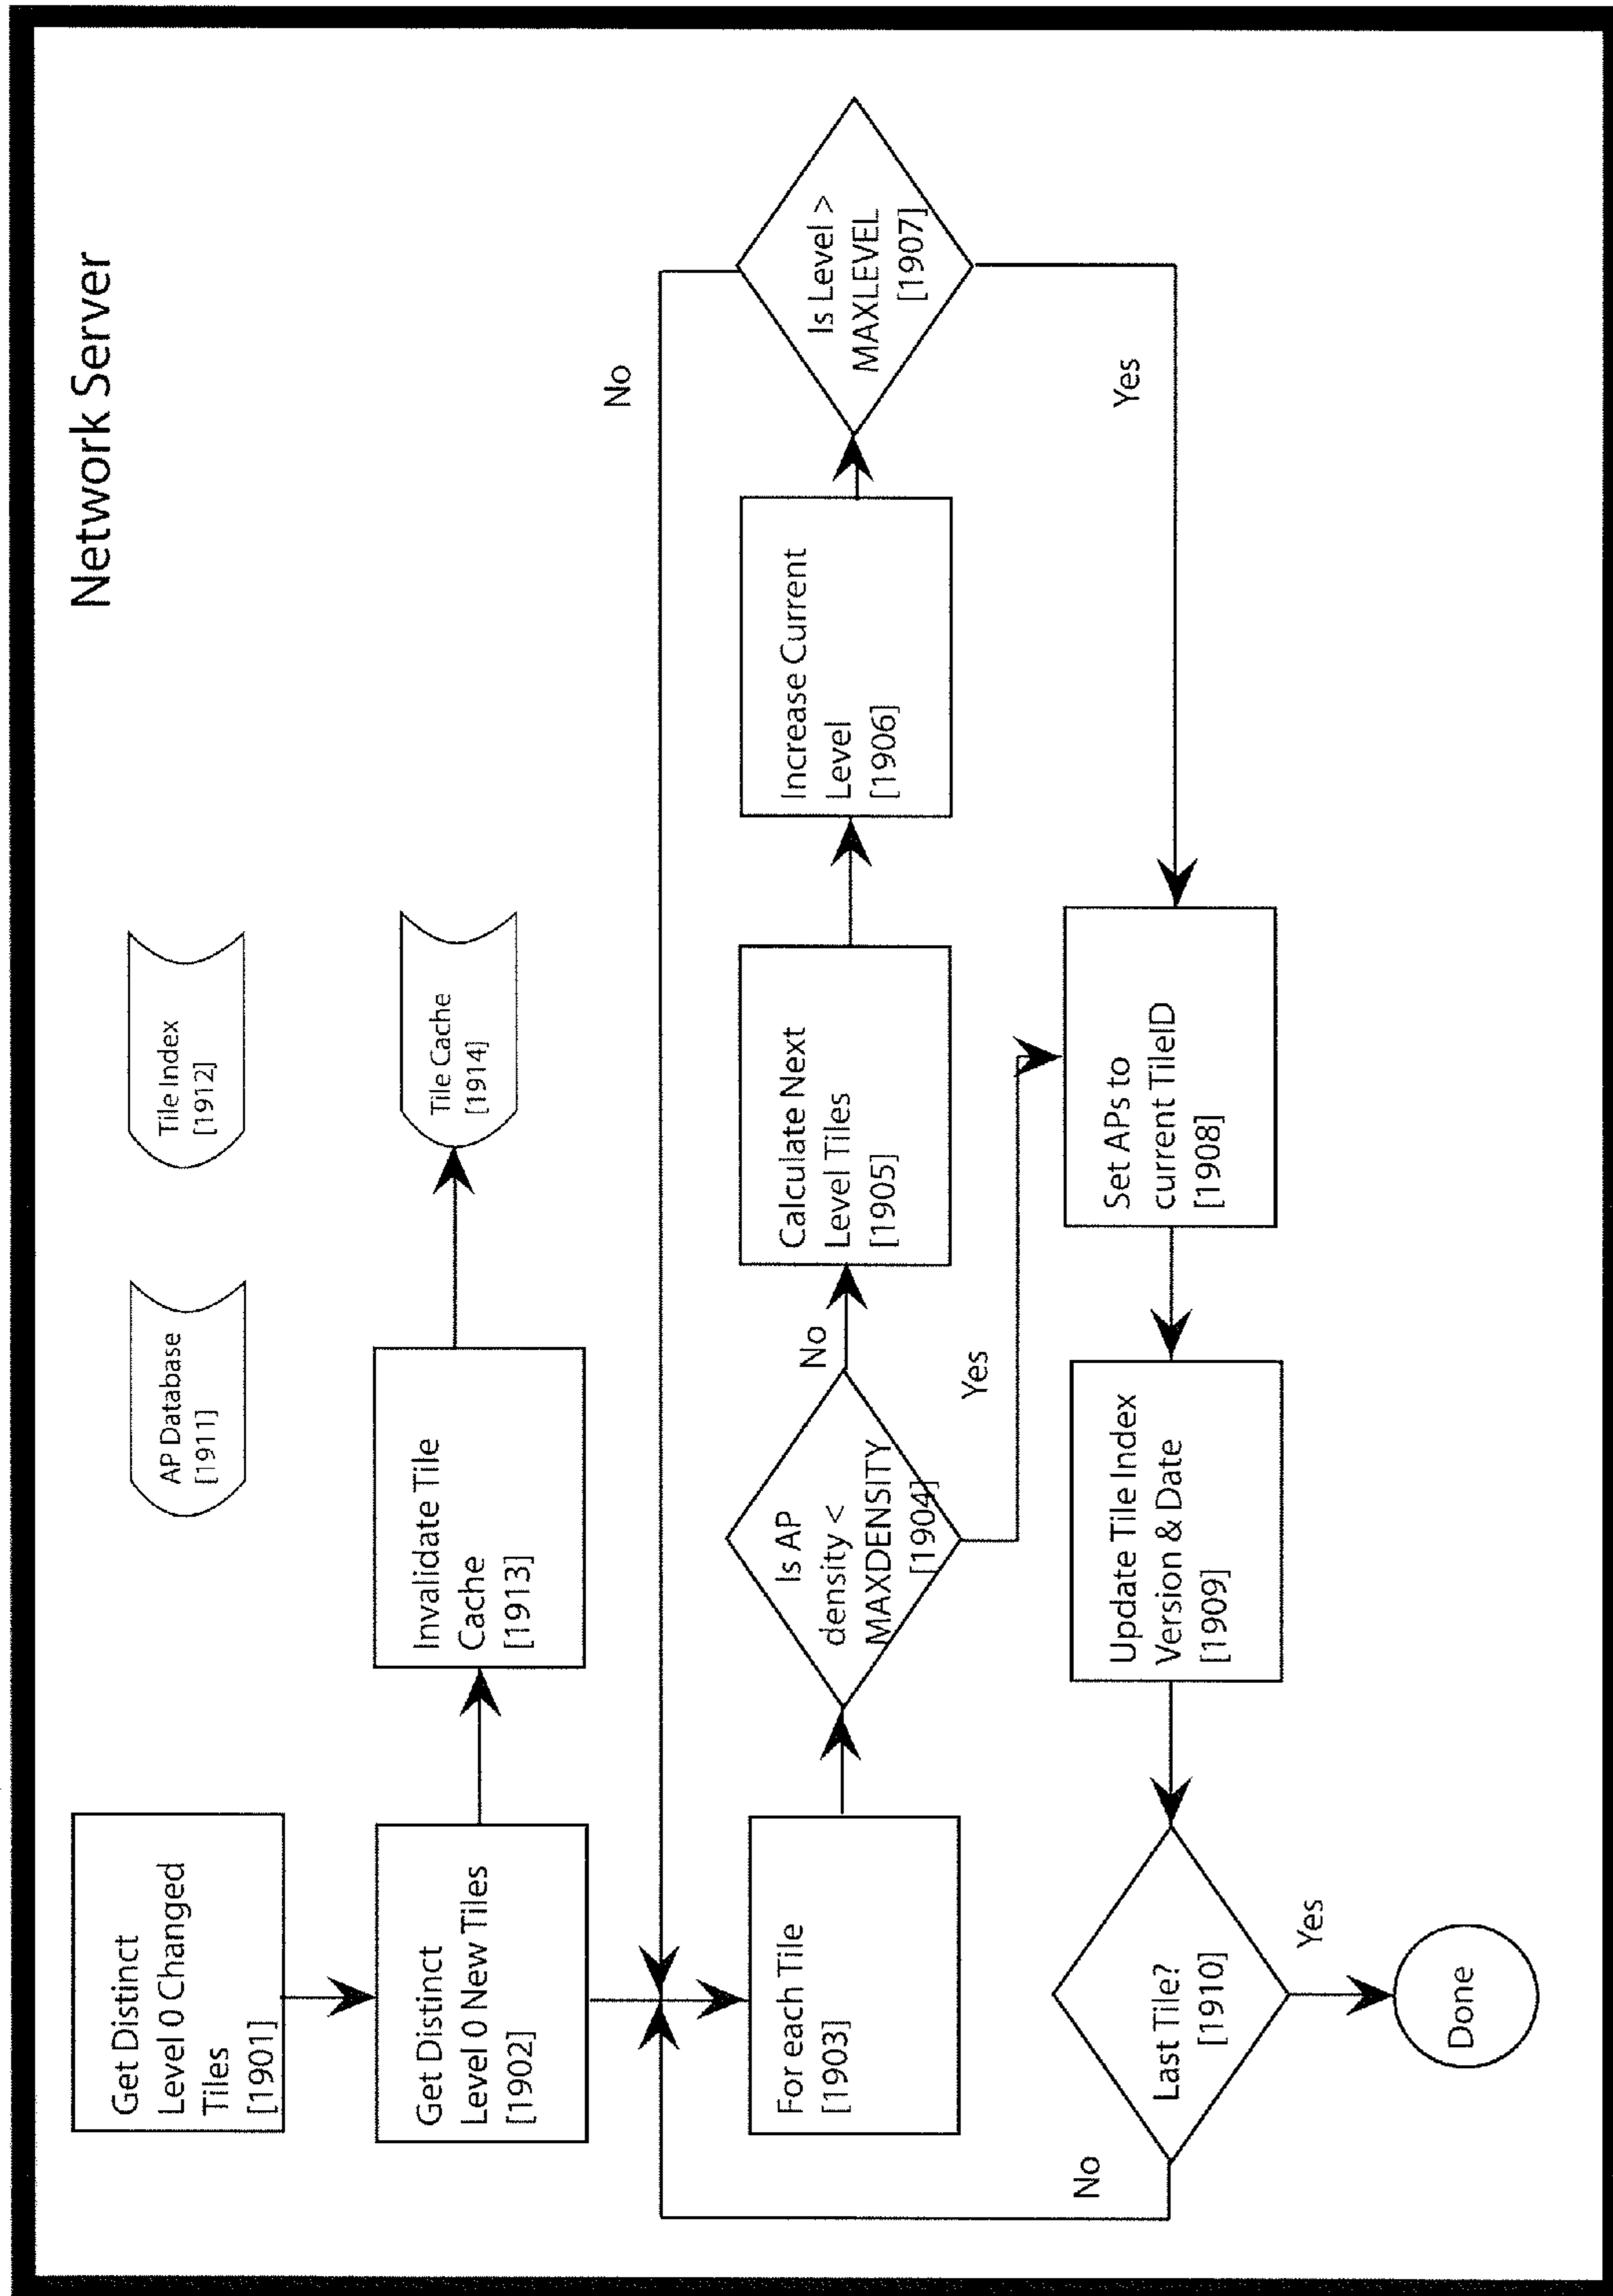 Network Server
Get Distinct
Level 0 Changed
Tiles
[1901]
AP Database
[1911]
Tile Index
[1912]
Get Distinct
Level 0 New Tiles
[1902]
Invalidate Tile
Cache
[1913]
Tile Cache
[1914]
No
For each Tile
[1903]
Is AP
density <
MAXDENSITY
[1904]
No
Yes
Calculate Next
Level Tiles
[1905]
Increase Current
Level
[1906]
Is Level >
MAXLEVEL
[1907]
Yes
Set APs to
current TileID
[1908]
Update Tile Index
Version & Date
[1909]
Last Tile?
[1910]
No
Yes
Done